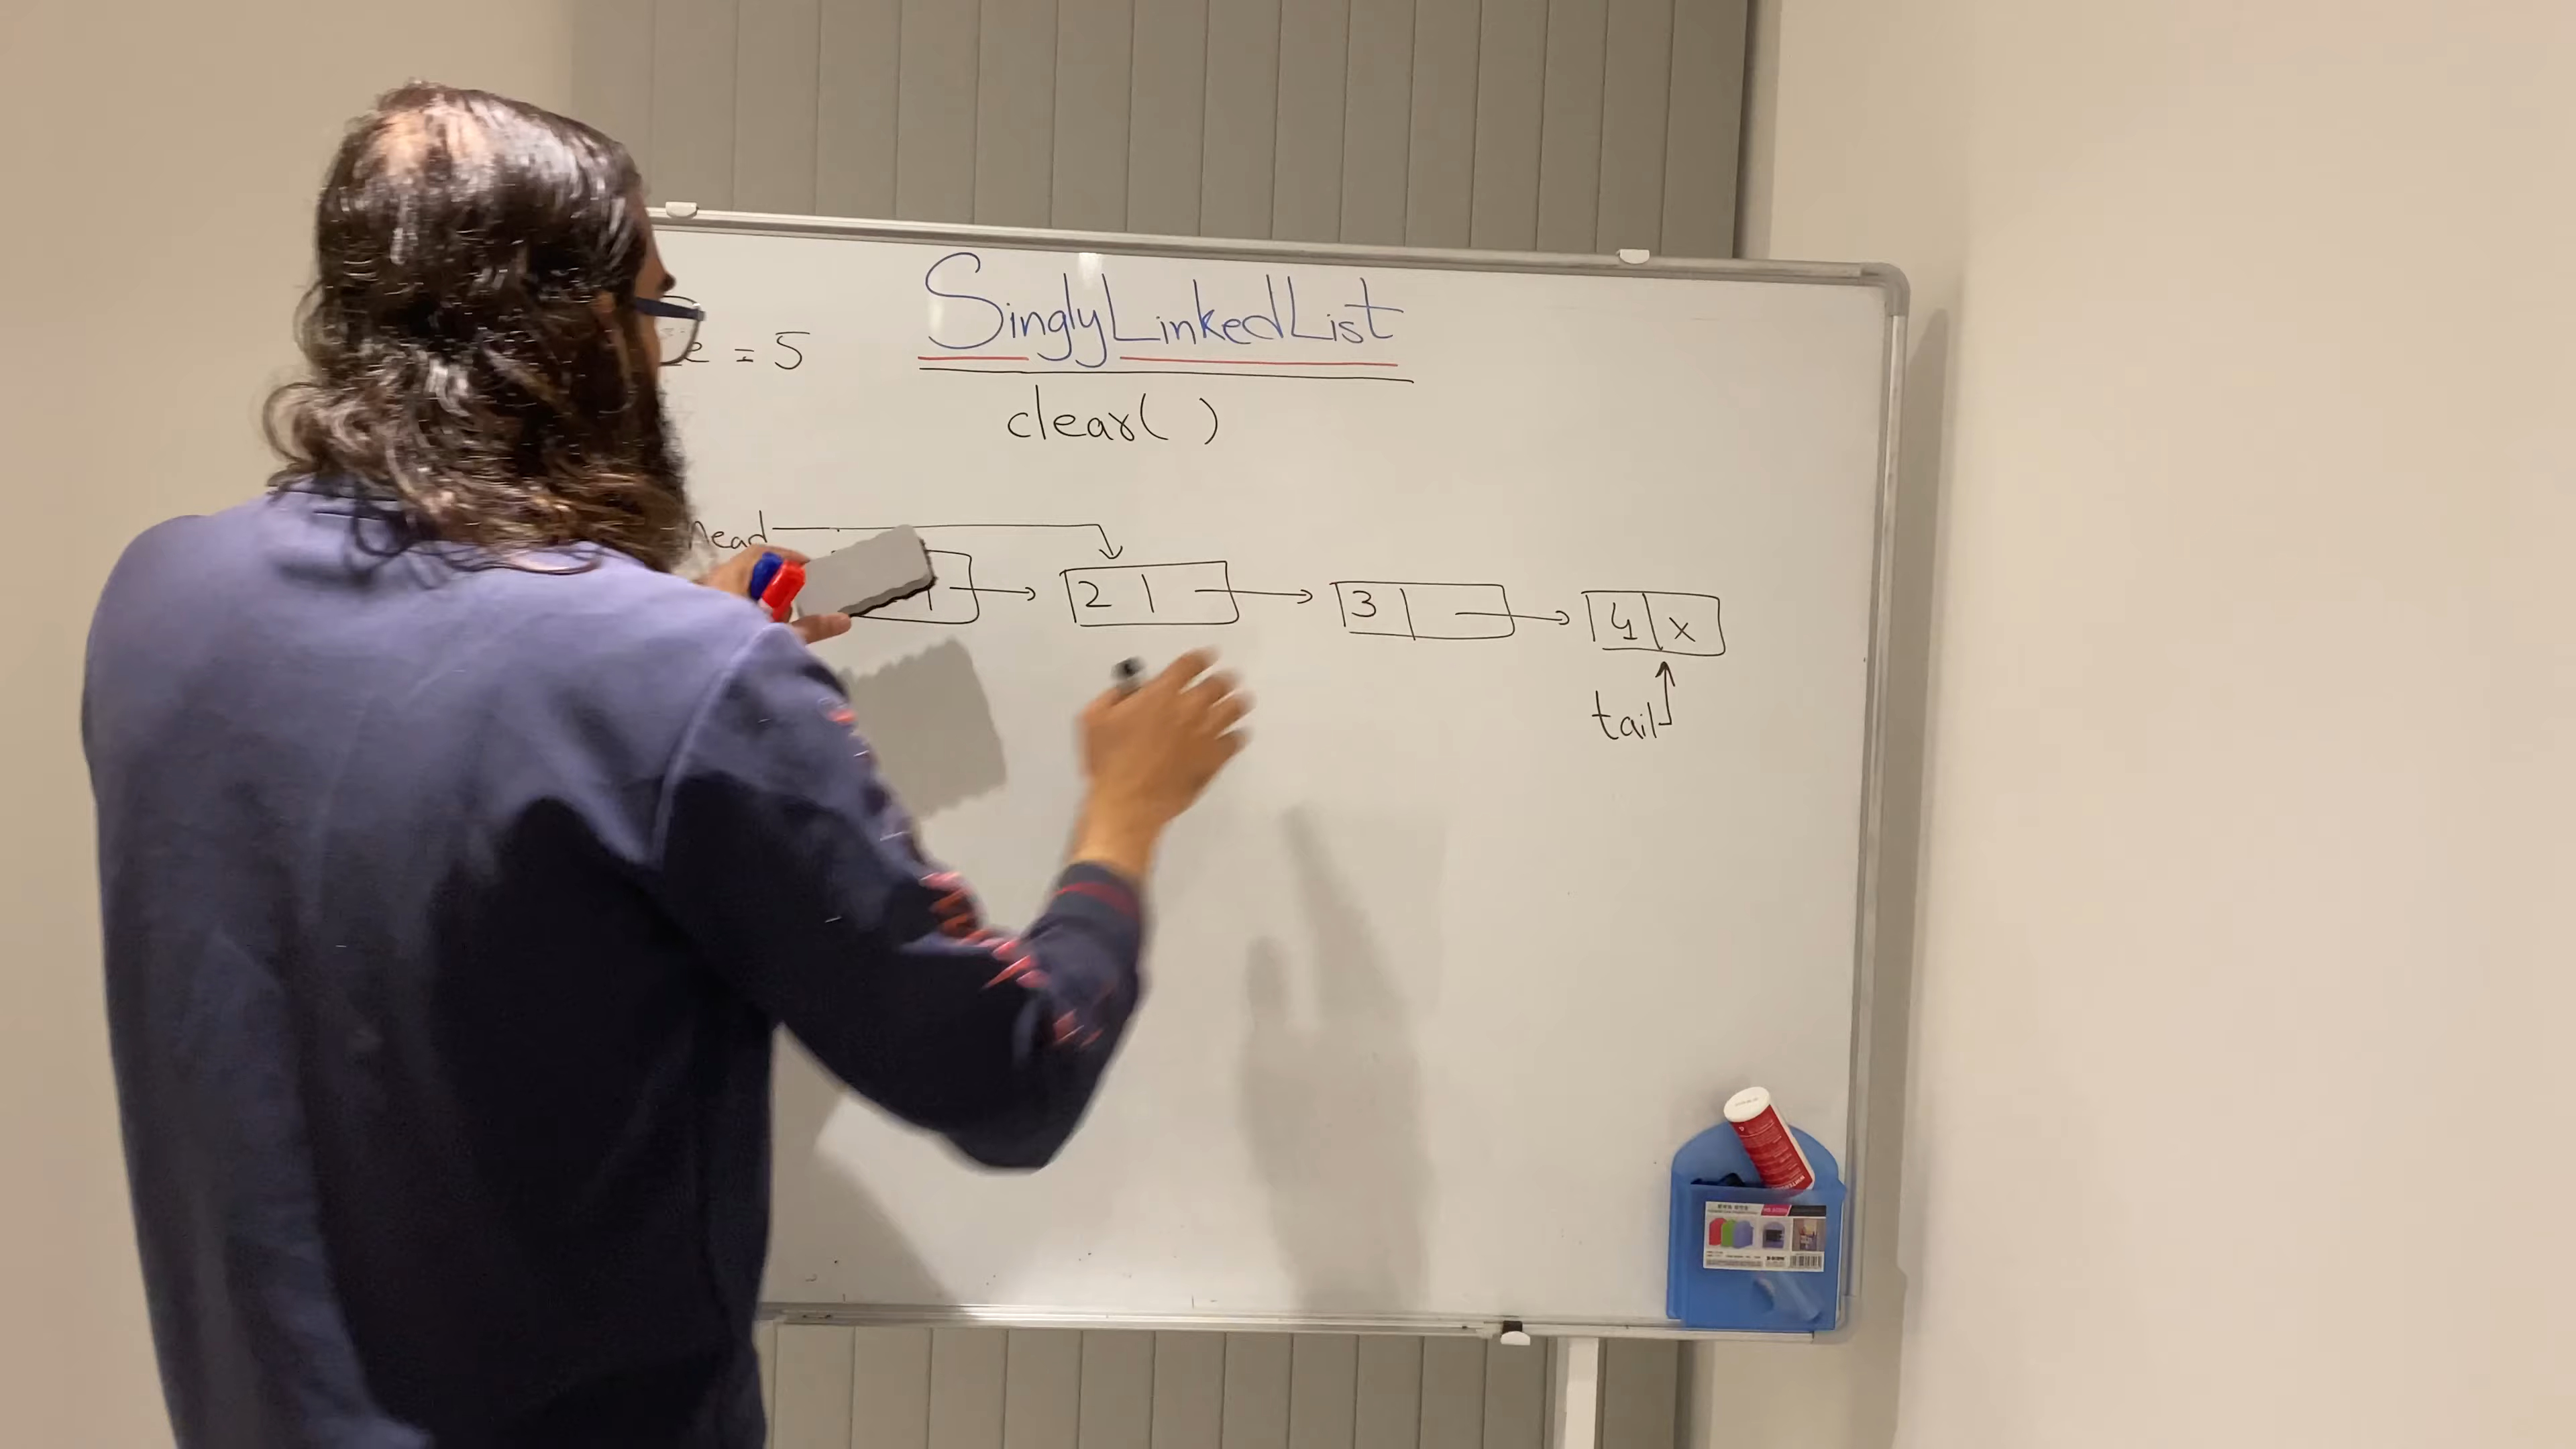 SinglyLinkedList
= 5
clear( )
head
2
3
4 x
tail